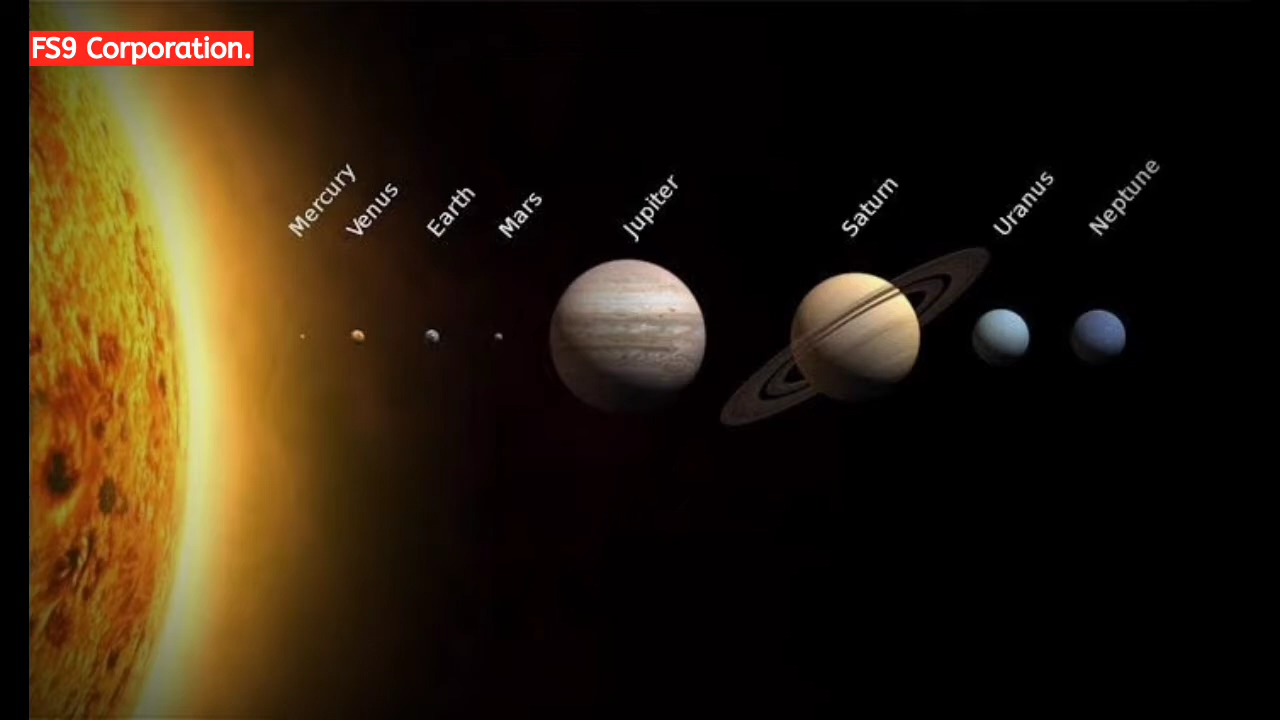 FS9 Corporation.
Mercury
Venus
Earth
Mars
Jupiter
Saturn
Uranus
Neptune